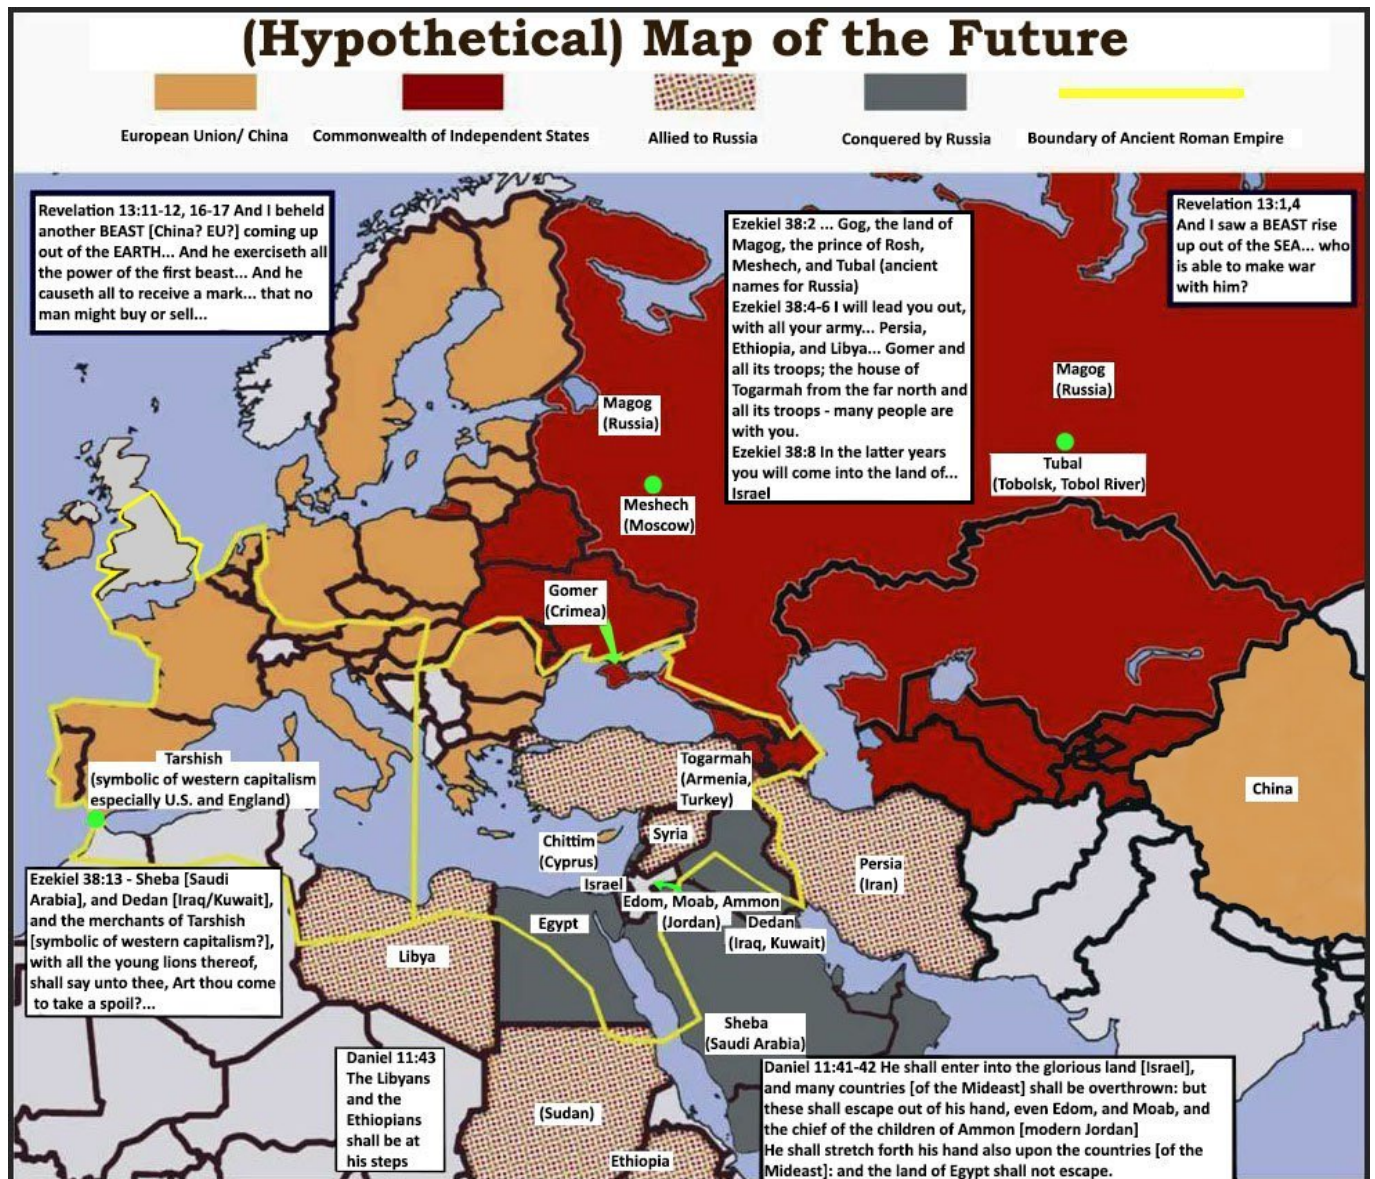 (Hypothetical) Map of the Future
European Union/ China
Commonwealth of Independent States
Allied to Russia
Conquered by Russia
Boundary of Ancient Roman Empire
Revelation 13:11-12, 16-17 And I beheld
another BEAST [China? EU?] coming up
out of the EARTH... And he exerciseth all
the power of the first beast... And he
causeth all to receive a mark... that no
man might buy or sell...
Ezekiel 38:2 ... Gog, the land of
Magog, the prince of Rosh,
Meshech, and Tubal (ancient
names for Russia)
Ezekiel 38:4-6 I will lead you out,
with all your army... Persia,
Ethiopia, and Libya... Gomer and
all its troops; the house of
Togarmah from the far north and
all its troops - many people are
with you.
Ezekiel 38:8 In the latter years
you will come into the land of...
Israel
Revelation 13:1,4
And I saw a BEAST rise
up out of the SEA... who
is able to make war
with him?
Magog
(Russia)
Magog
(Russia)
Tubal
(Tobolsk, Tobol River)
Meshech
(Moscow)
Gomer
(Crimea)
Tarshish
(symbolic of western capitalism
especially U.S. and England)
Togarmah
(Armenia,
Turkey)
China
Syria
Chittim
(Cyprus)
Persia
(Iran)
Israel
Edom, Moab, Ammon
(Jordan)
Dedan
(Iraq, Kuwait)
Egypt
Libya
Ezekiel 38:13 - Sheba [Saudi
Arabia], and Dedan [Iraq/Kuwait],
and the merchants of Tarshish
[symbolic of western capitalism?],
with all the young lions thereof,
shall say unto thee, Art thou come
to take a spoil?...
Sheba
(Saudi Arabia)
Daniel 11:43
The Libyans
and the
Ethiopians
shall be at
his steps
(Sudan)
Ethiopia
Daniel 11:41-42 He shall enter into the glorious land [Israel],
and many countries [of the Mideast] shall be overthrown: but
these shall escape out of his hand, even Edom, and Moab, and
the chief of the children of Ammon [modern Jordan]
He shall stretch forth his hand also upon the countries [of the
Mideast]: and the land of Egypt shall not escape.